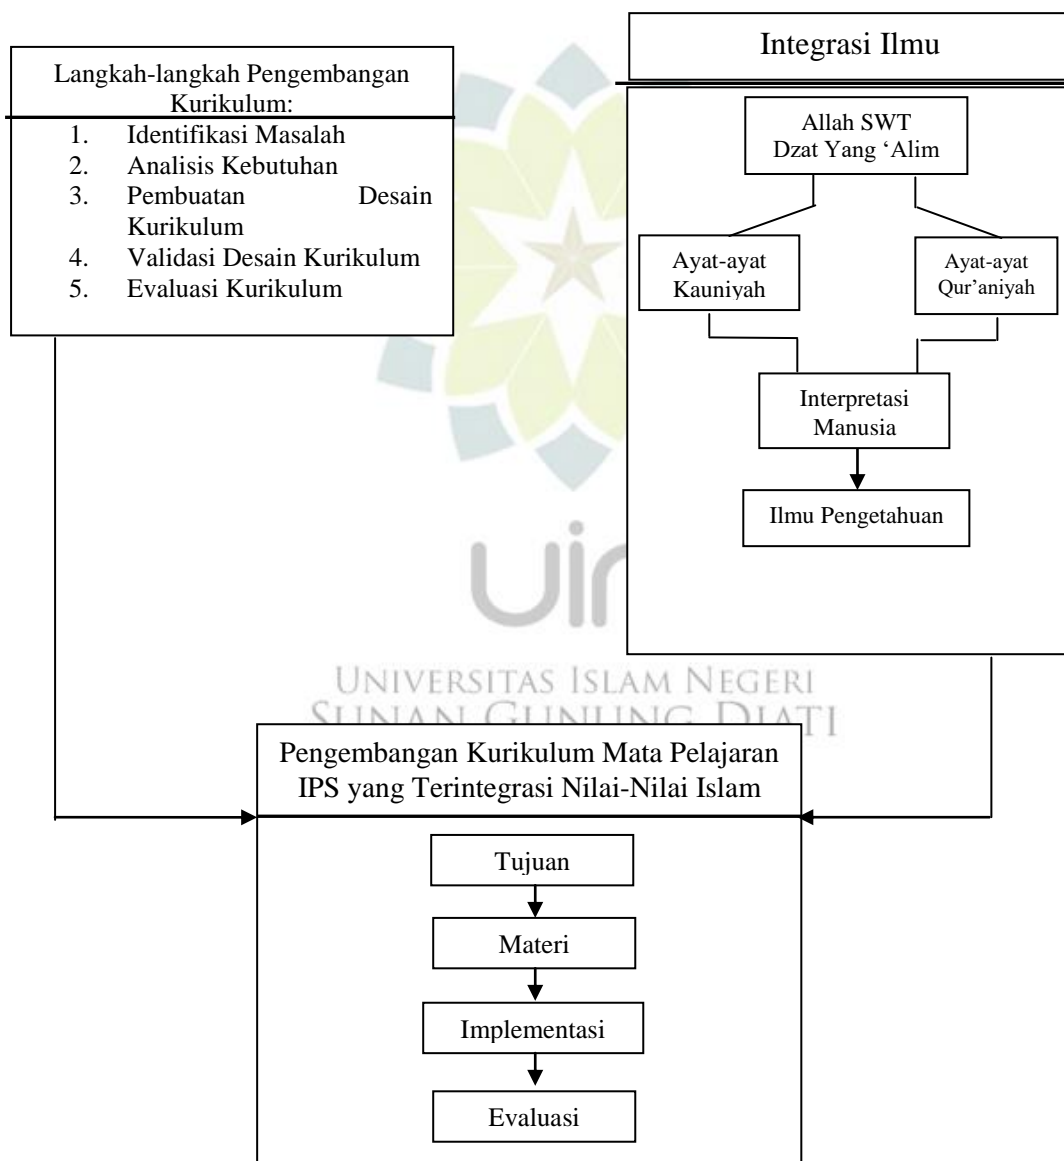 Langkah-langkah Pengembangan
Kurikulum:
1. Identifikasi Masalah
2. Analisis Kebutuhan
3. Pembuatan Desain
Kurikulum
4. Validasi Desain Kurikulum
5. Evaluasi Kurikulum
Integrasi Ilmu
Allah SWT
Dzat Yang ‘Alim
Ayat-ayat
Kauniyah
Ayat-ayat
Qur’aniyah
Interpretasi
Manusia
Ilmu Pengetahuan
UNIVERSITAS ISLAM NEGERI
SUNAN GUNUNG DJATI
Pengembangan Kurikulum Mata Pelajaran
IPS yang Terintegrasi Nilai-Nilai Islam
Tujuan
Materi
Implementasi
Evaluasi